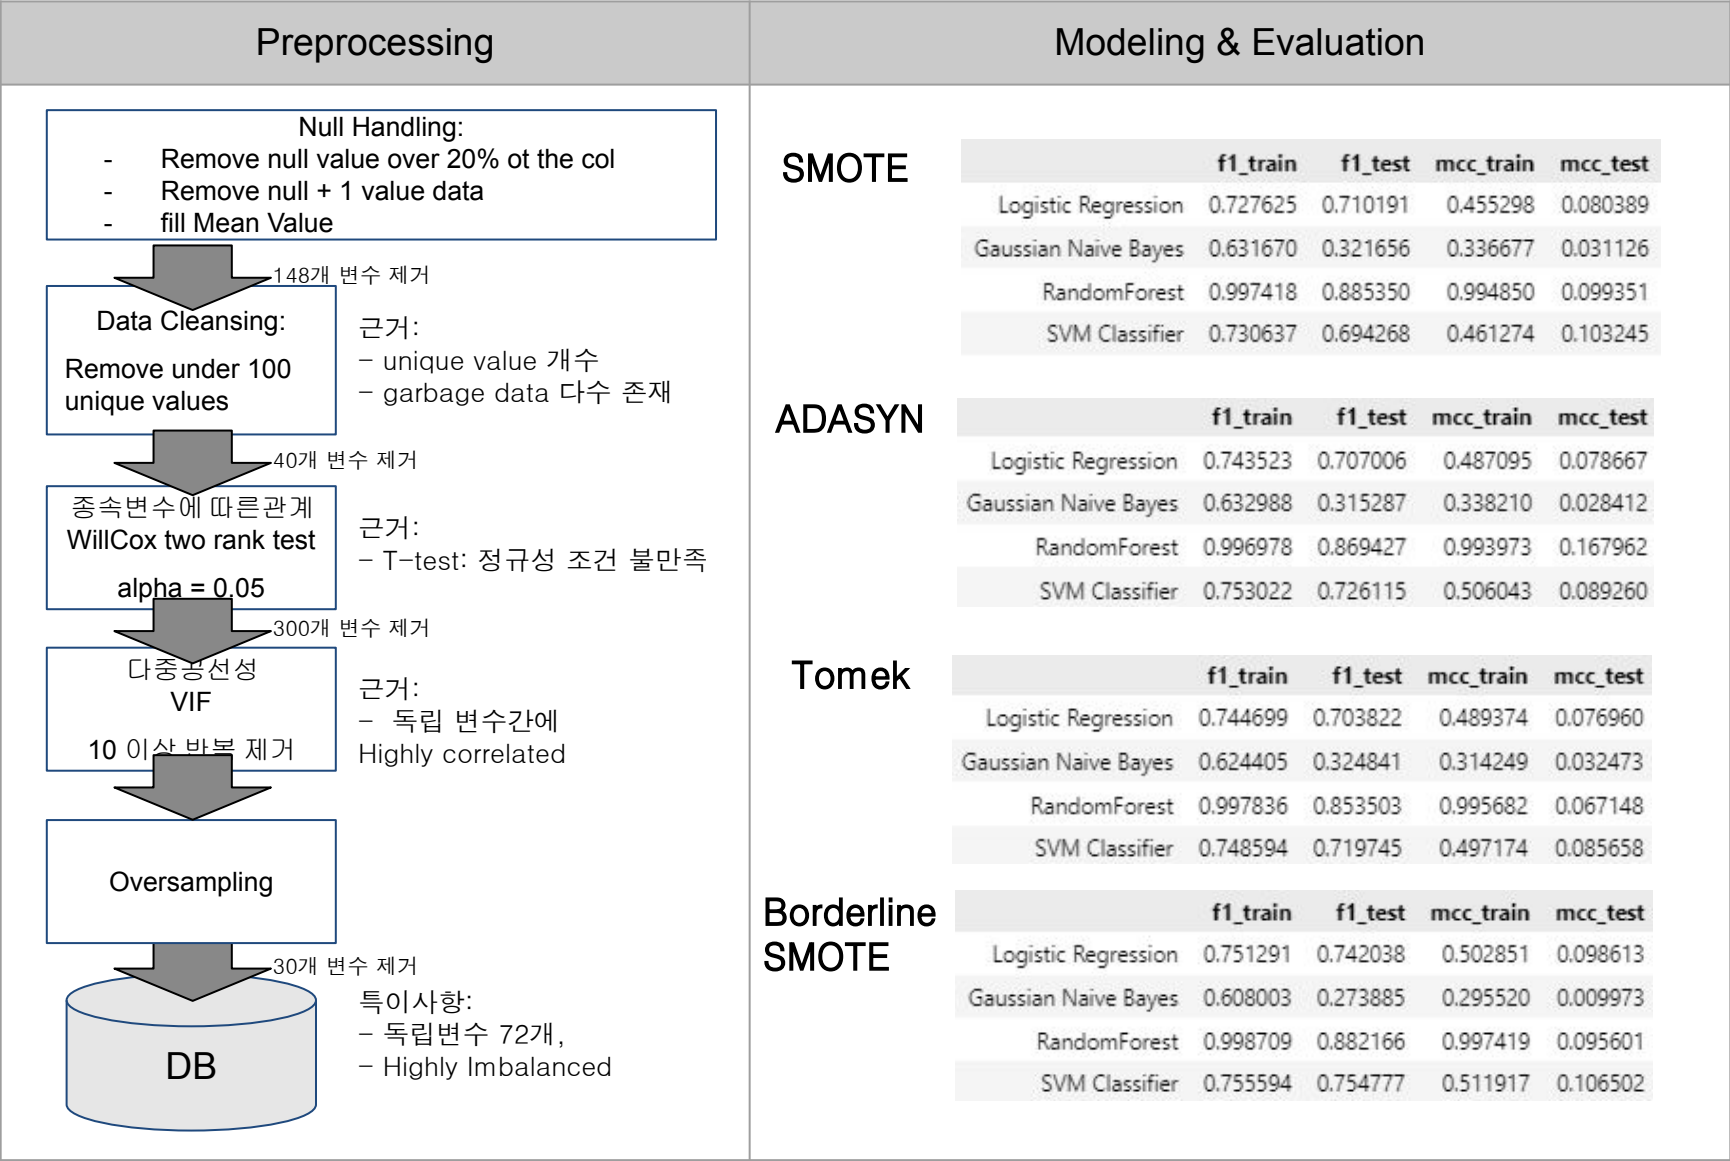 Preprocessing
Null Handling:
- Remove null value over 20% ot the col
- Remove null + 1 value data
- fill Mean Value
148개 변수 제거
Data Cleansing:
Remove under 100
unique values
근거:
- unique value 개수
- garbage data 다수 존재
40개 변수 제거
종속변수에 따른관계
WillCox two rank test
alpha = 0.05
근거:
- T-test: 정규성 조건 불만족
300개 변수 제거
다중공선성
VIF
10 이상 반복 제거
근거:
- 독립 변수간에
Highly correlated
Oversampling
30개 변수 제거
DB
특이사항:
- 독립변수 72개,
- Highly Imbalanced
Modeling & Evaluation
SMOTE
f1_train f1_test mcc_train mcc_test
Logistic Regression 0.727625 0.710191 0.455298 0.080389
Gaussian Naive Bayes 0.631670 0.321656 0.336677 0.031126
RandomForest 0.997418 0.885350 0.994850 0.099351
SVM Classifier 0.730637 0.694268 0.461274 0.103245
ADASYN
f1_train f1_test mcc_train mcc_test
Logistic Regression 0.743523 0.707006 0.487095 0.078667
Gaussian Naive Bayes 0.632988 0.315287 0.338210 0.028412
RandomForest 0.996978 0.869427 0.993973 0.167962
SVM Classifier 0.753022 0.726115 0.506043 0.089260
Tomek
f1_train f1_test mcc_train mcc_test
Logistic Regression 0.744699 0.703822 0.489374 0.076960
Gaussian Naive Bayes 0.624405 0.324841 0.314249 0.032473
RandomForest 0.997836 0.853503 0.995682 0.067148
SVM Classifier 0.748594 0.719745 0.497174 0.085658
Borderline
SMOTE
f1_train f1_test mcc_train mcc_test
Logistic Regression 0.751291 0.742038 0.502851 0.098613
Gaussian Naive Bayes 0.608003 0.273885 0.295520 0.009973
RandomForest 0.998709 0.882166 0.997419 0.095601
SVM Classifier 0.755594 0.754777 0.511917 0.106502